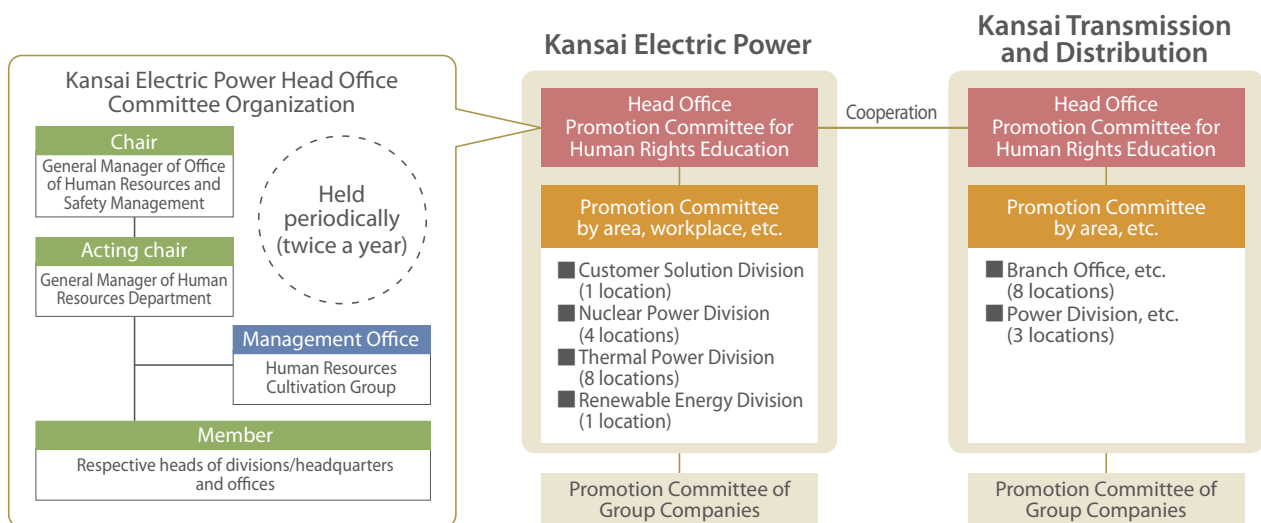 Kansai Electric Power Head Office
Committee Organization
Chair
General Manager of Office
of Human Resources and
Safety Management
Acting chair
General Manager of Human
Resources Department
Held
periodically
(twice a year)
Management Office
Human Resources
Cultivation Group
Member
Respective heads of divisions/headquarters
and offices
Kansai Electric Power
Head Office
Promotion Committee for
Human Rights Education
Promotion Committee
by area, workplace, etc.
■ Customer Solution Division
(1 location)
■ Nuclear Power Division
(4 locations)
■ Thermal Power Division
(8 locations)
■ Renewable Energy Division
(1 location)
Promotion Committee of
Group Companies
Cooperation
Kansai Transmission
and Distribution
Head Office
Promotion Committee for
Human Rights Education
Promotion Committee
by area, etc.
■ Branch Office, etc.
(8 locations)
■ Power Division, etc.
(3 locations)
Promotion Committee of
Group Companies